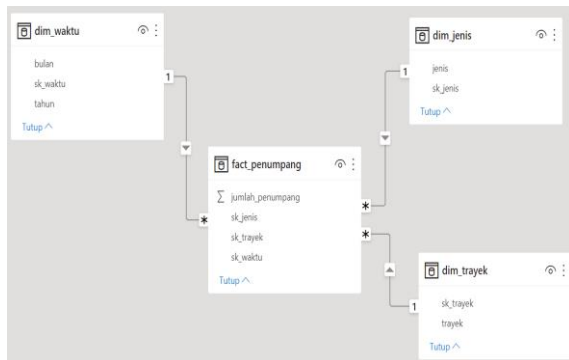 dim_waktu
bulan
sk_waktu
tahun
Tutup
dim_jenis
jenis
sk_jenis
Tutup
fact_penumpang
∑ jumlah_penumpang
sk_jenis
sk_trayek
sk_waktu
Tutup
dim_trayek
sk_trayek
trayek
Tutup
1
*
1
*
*
1